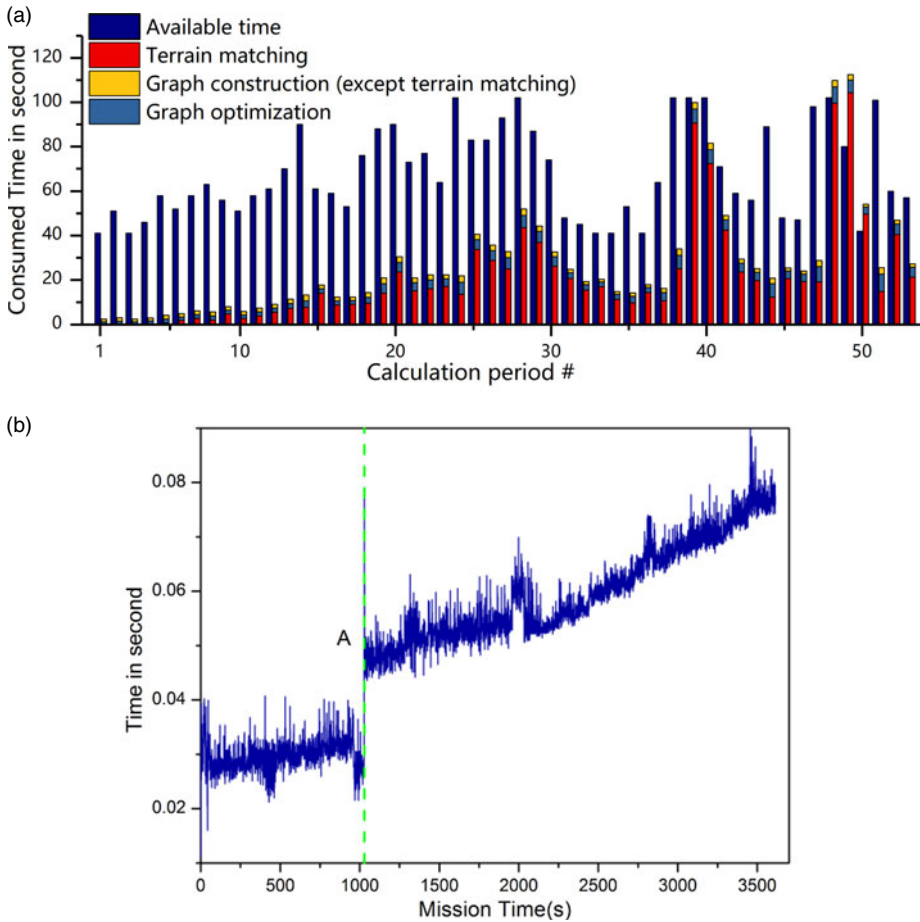 (a)
Available time
Terrain matching
Graph construction (except terrain matching)
Graph optimization
Consumed Time in second
120
100
80
60
40
20
0
1 10 20 30 40 50
Calculation period #
(b)
Time in second
0.08
0.06
0.04
0.02
A
0 500 1000 1500 2000 2500 3000 3500
Mission Time(s)